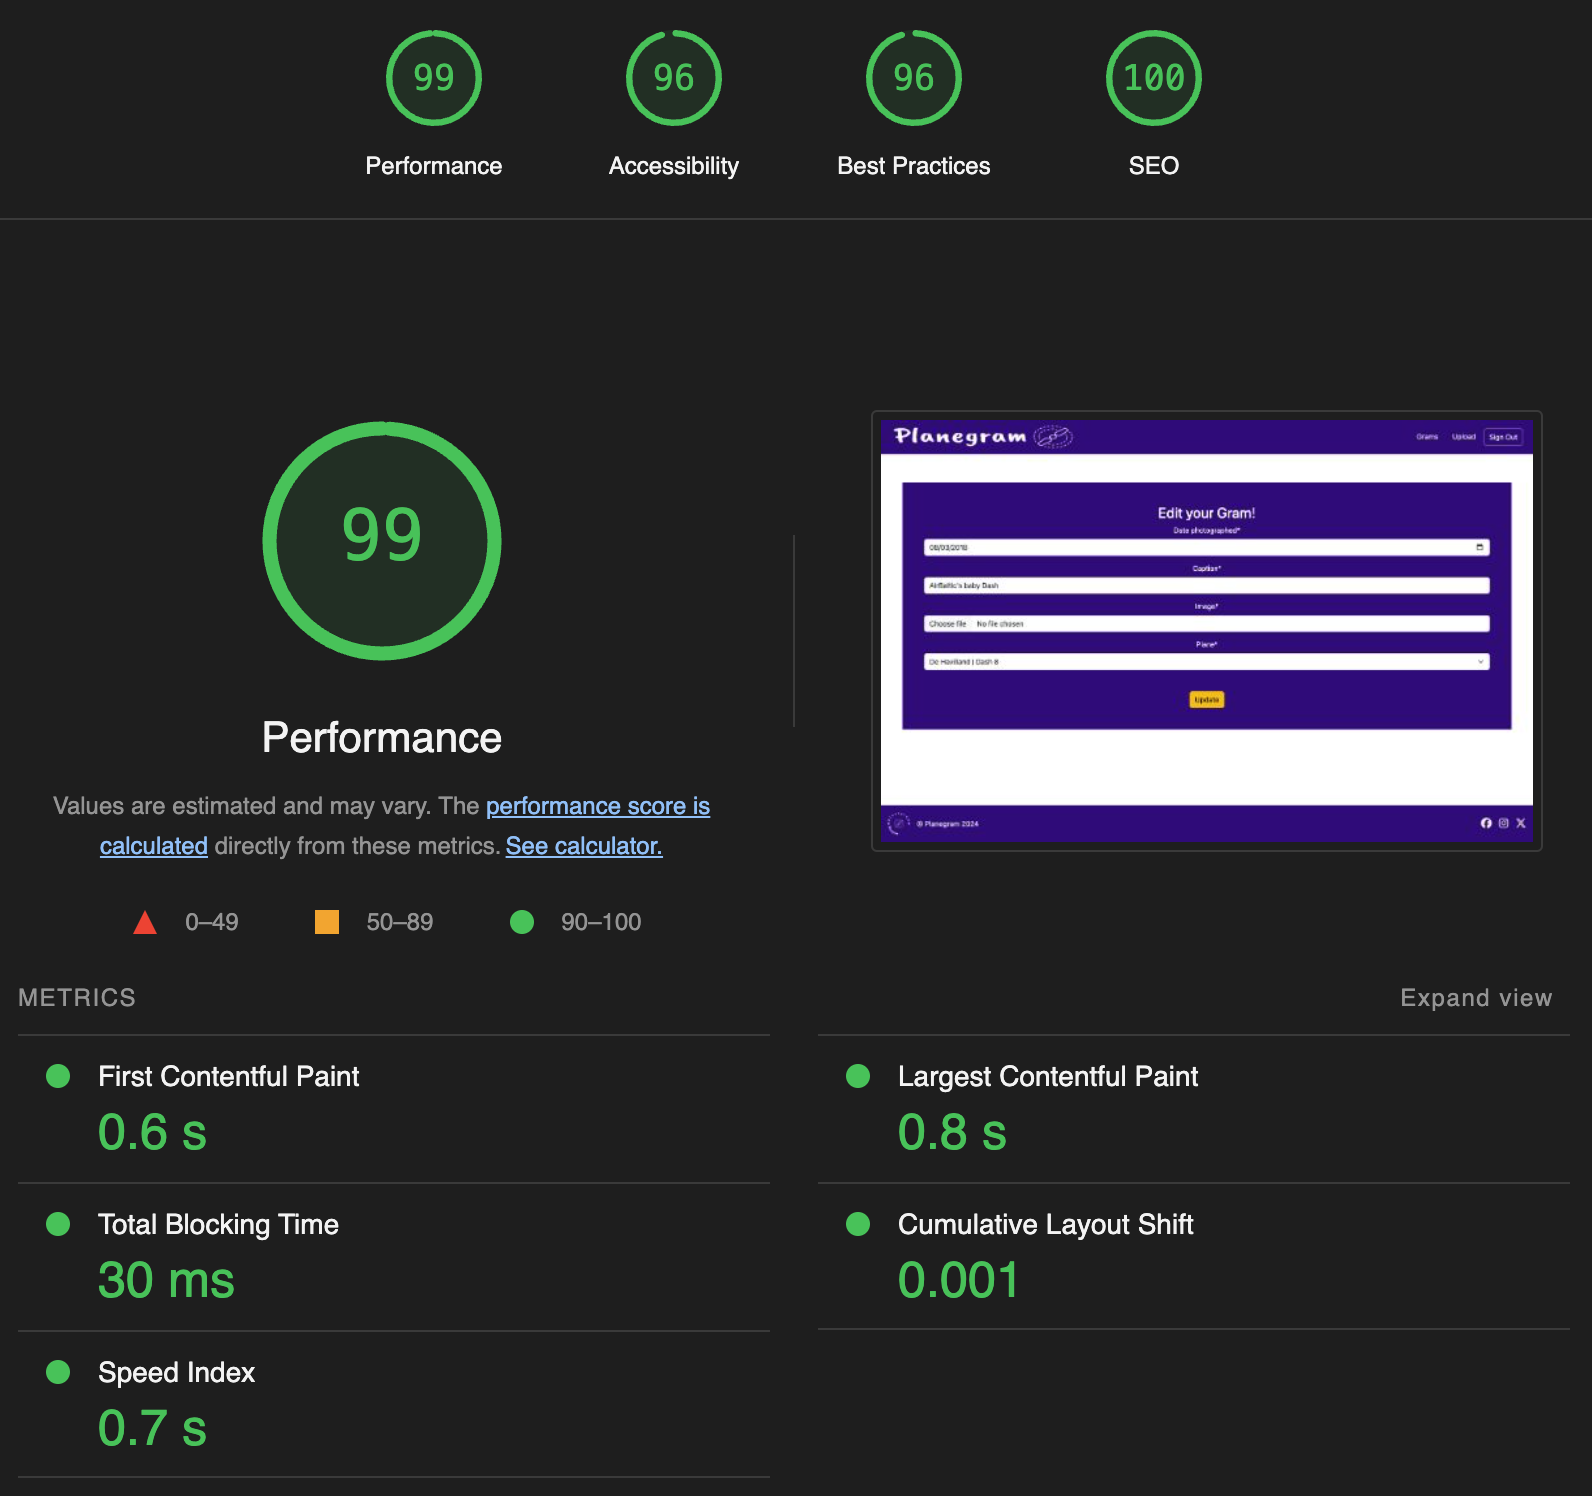 99
96
96
100
Performance
Accessibility
Best Practices
SEO
99
Performance
Values are estimated and may vary. The performance score is
calculated directly from these metrics. See calculator.
0–49
50–89
90–100
Planegram
Grams
Upload
Sign Out
Edit your Gram!
Date photographed*
08/03/2018
Caption*
AirBaltic's baby Dash
Image*
Choose file No file chosen
Plane*
De Havilland | Dash 8
Update
© Planegram 2024
METRICS
Expand view
First Contentful Paint
0.6 s
Largest Contentful Paint
0.8 s
Total Blocking Time
30 ms
Cumulative Layout Shift
0.001
Speed Index
0.7 s